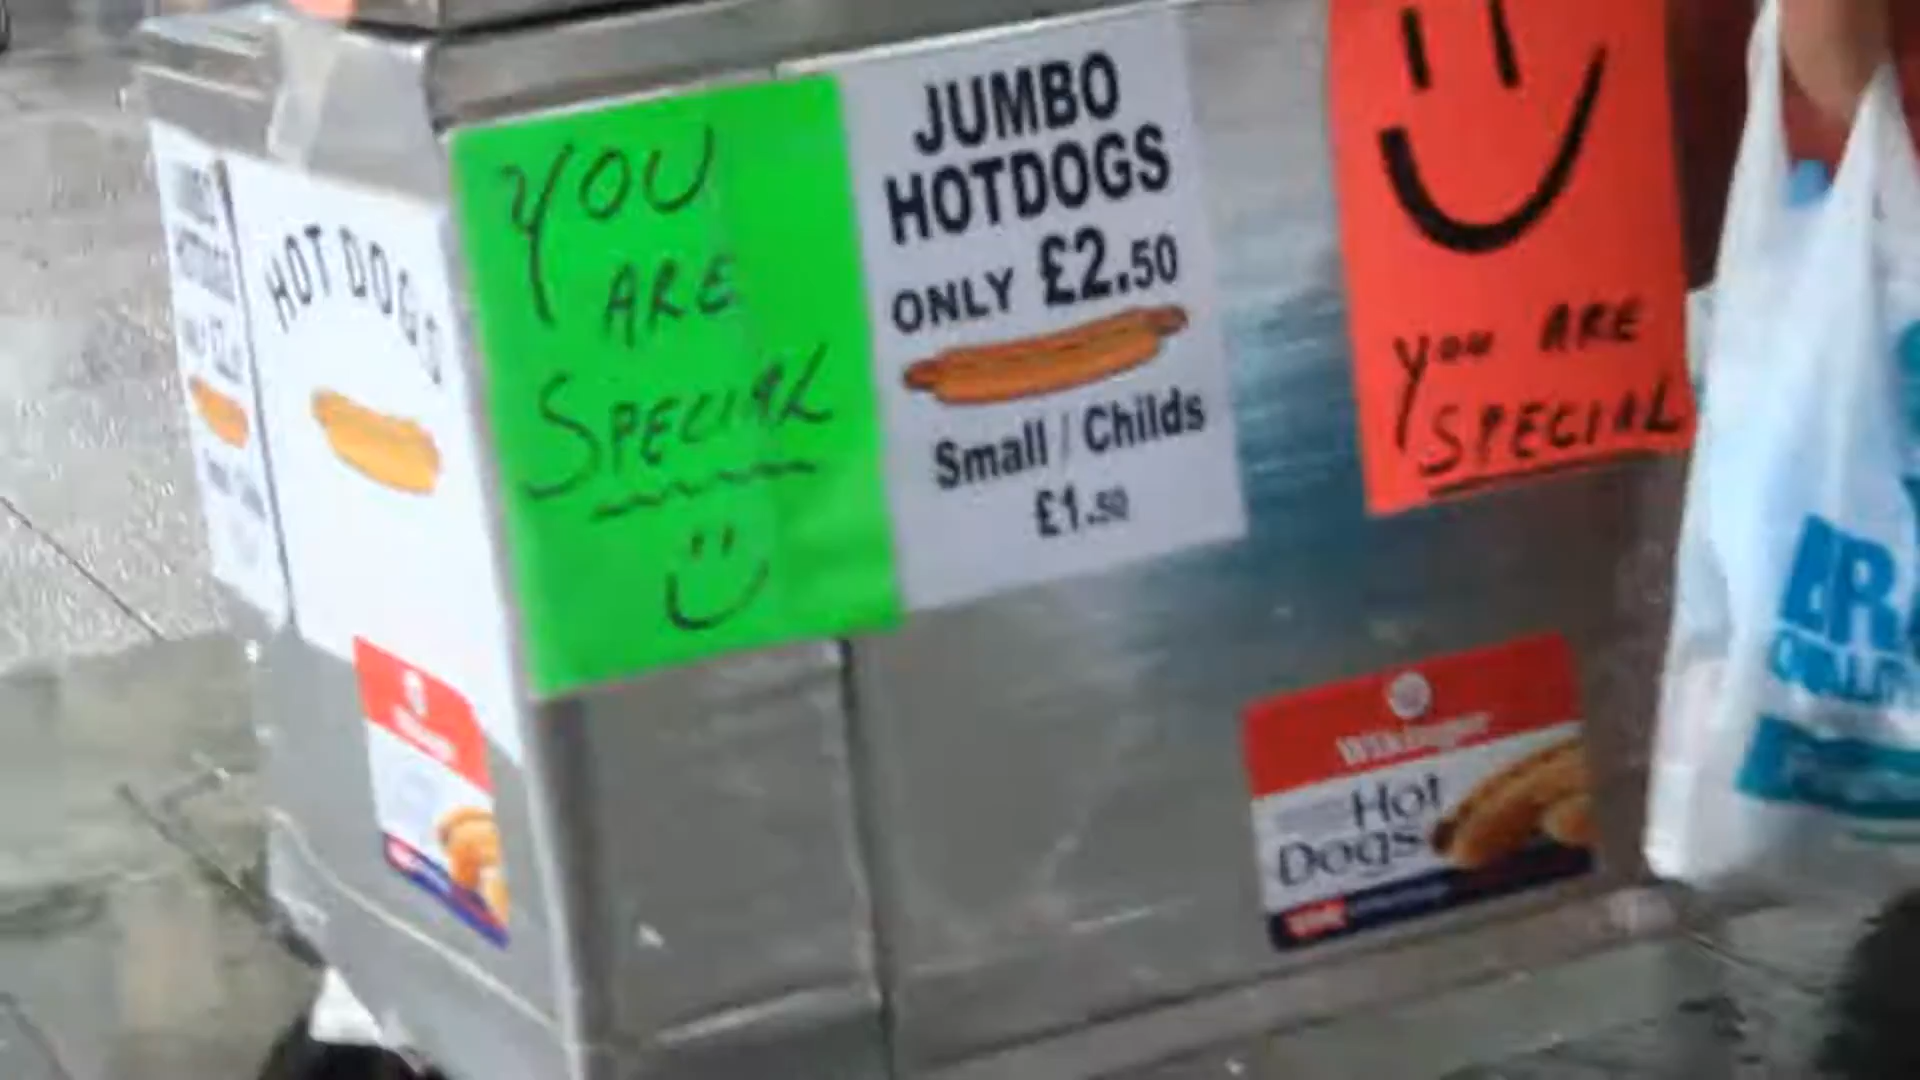 HOT DOGS
YOU
ARE
SPECIAL
JUMBO
HOTDOGS
ONLY £2.50
Small / Childs
£1.50
you ARE
SPECIAL
Hot
Dogs